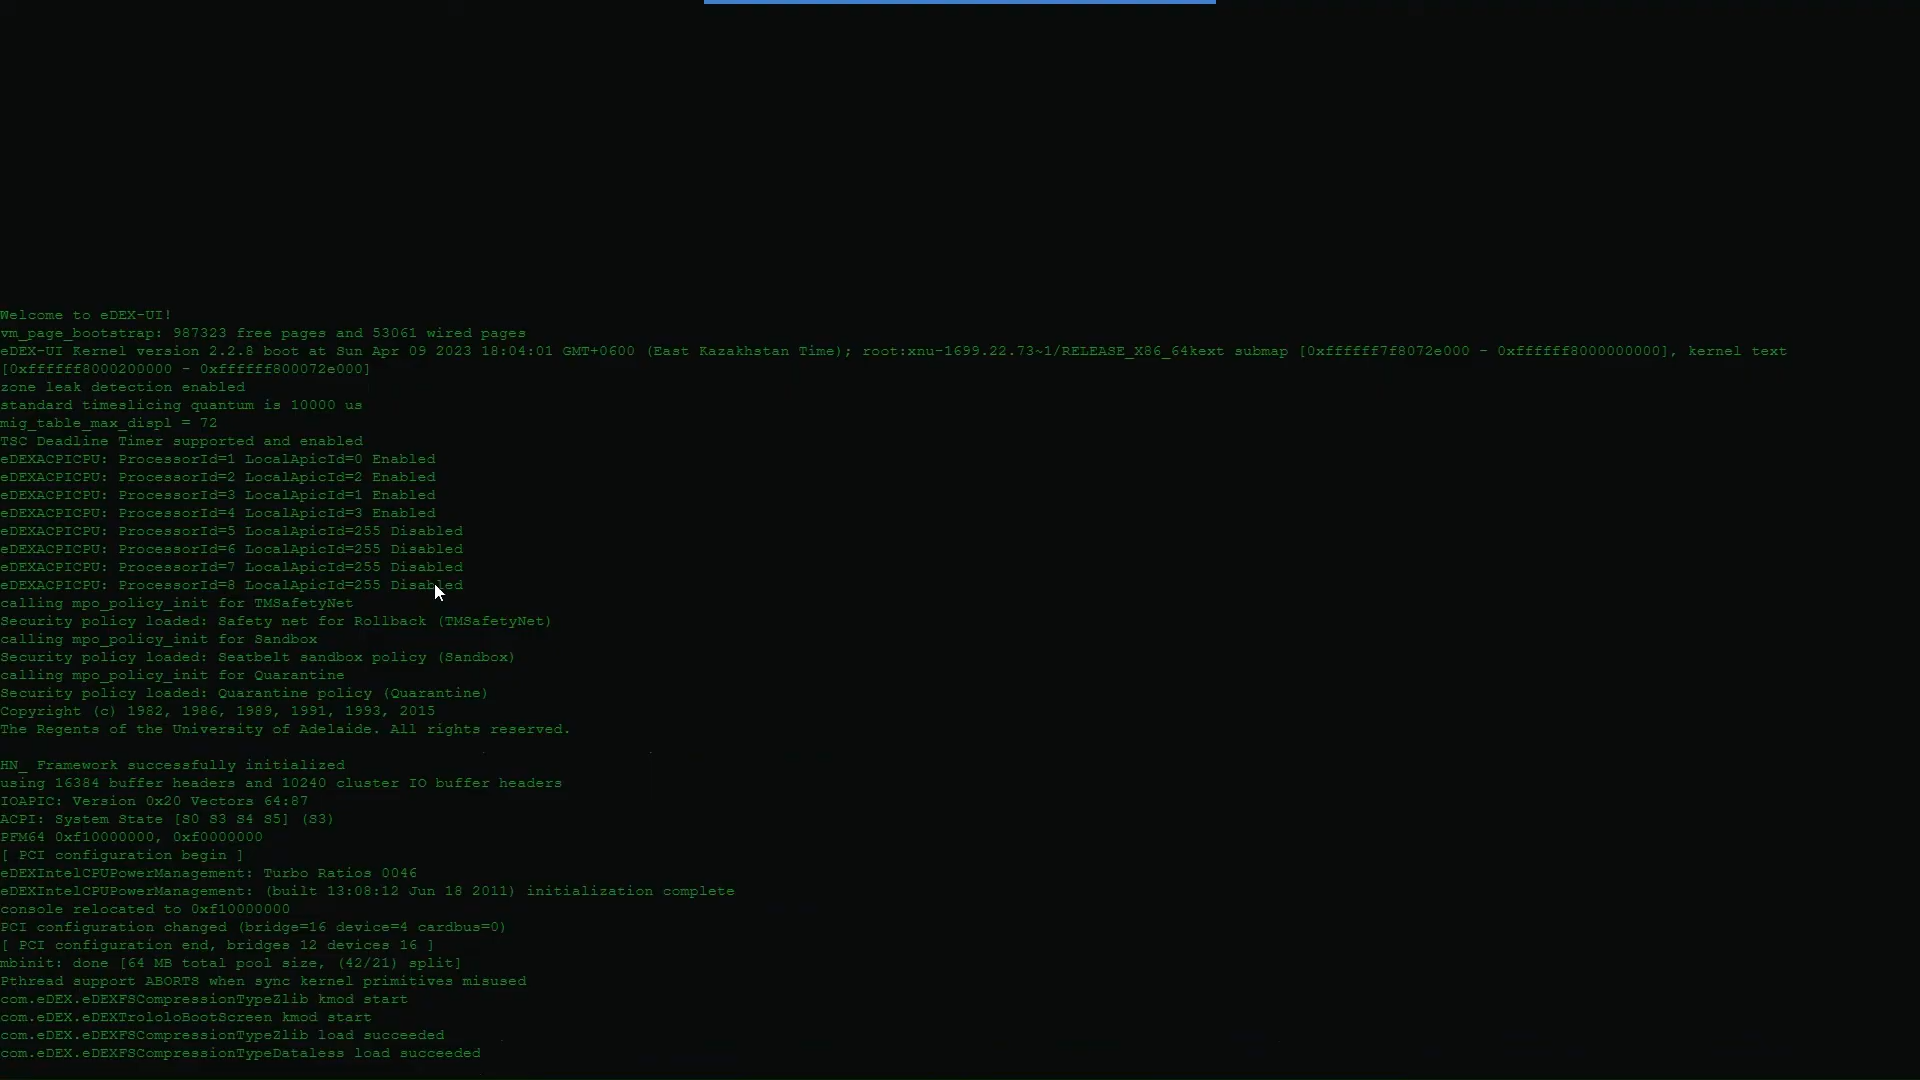 Welcome to eDEX-UI!
vm_page_bootstrap: 987323 free pages and 53061 wired pages
eDEX-UI Kernel version 2.2.8 boot at Sun Apr 09 2023 18:04:01 GMT+0600 (East Kazakhstan Time); root:xnu-1699.22.73~1/RELEASE_X86_64kext submap [0xffffff7f8072e000 - 0xffffff8000000000], kernel text
[0xffffff8000200000 - 0xffffff800072e000]
zone leak detection enabled
standard timeslicing quantum is 10000 us
mig_table_max_displ = 72
TSC Deadline Timer supported and enabled
eDEXACPICPU: ProcessorId=1 LocalApicId=0 Enabled
eDEXACPICPU: ProcessorId=2 LocalApicId=2 Enabled
eDEXACPICPU: ProcessorId=3 LocalApicId=1 Enabled
eDEXACPICPU: ProcessorId=4 LocalApicId=3 Enabled
eDEXACPICPU: ProcessorId=5 LocalApicId=255 Disabled
eDEXACPICPU: ProcessorId=6 LocalApicId=255 Disabled
eDEXACPICPU: ProcessorId=7 LocalApicId=255 Disabled
eDEXACPICPU: ProcessorId=8 LocalApicId=255 Disabled
calling mpo_policy_init for TMSafetyNet
Security policy loaded: Safety net for Rollback (TMSafetyNet)
calling mpo_policy_init for Sandbox
Security policy loaded: Seatbelt sandbox policy (Sandbox)
calling mpo_policy_init for Quarantine
Security policy loaded: Quarantine policy (Quarantine)
Copyright (c) 1982, 1986, 1989, 1991, 1993, 2015
The Regents of the University of Adelaide. All rights reserved.
HN_ Framework successfully initialized
using 16384 buffer headers and 10240 cluster IO buffer headers
IOAPIC: Version 0x20 Vectors 64:87
ACPI: System State [S0 S3 S4 S5] (S3)
PFM64 0xf10000000, 0xf0000000
[ PCI configuration begin ]
eDEXIntelCPUPowerManagement: Turbo Ratios 0046
eDEXIntelCPUPowerManagement: (built 13:08:12 Jun 18 2011) initialization complete
console relocated to 0xf10000000
PCI configuration changed (bridge=16 device=4 cardbus=0)
[ PCI configuration end, bridges 12 devices 16 ]
mbinit: done [64 MB total pool size, (42/21) split]
Pthread support ABORTS when sync kernel primitives misused
com.eDEX.eDEXFSCompressionTypeZlib kmod start
com.eDEX.eDEXTrololoBootScreen kmod start
com.eDEX.eDEXFSCompressionTypeZlib load succeeded
com.eDEX.eDEXFSCompressionTypeDataless load succeeded